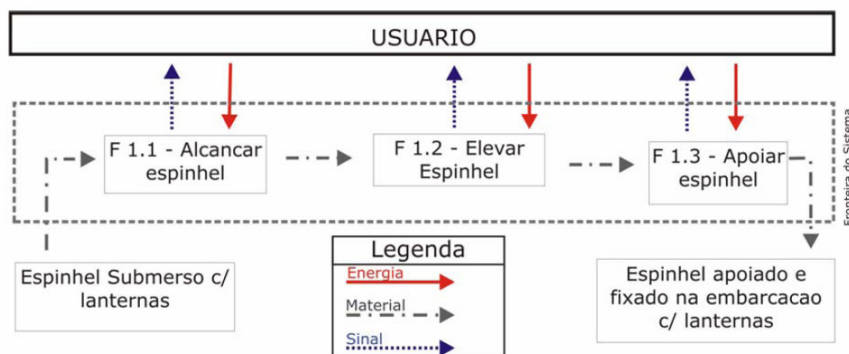 USUARIO
F 1.1 - Alcancar
espinhel
F 1.2 - Elevar
Espinhel
F 1.3 - Apoiar
espinhel
Fronteira do Sistema
Espinhel Submerso c/
lanternas
Legenda
Energia
Material
Sinal
Espinhel apoiado e
fixado na embarcacao
c/ lanternas